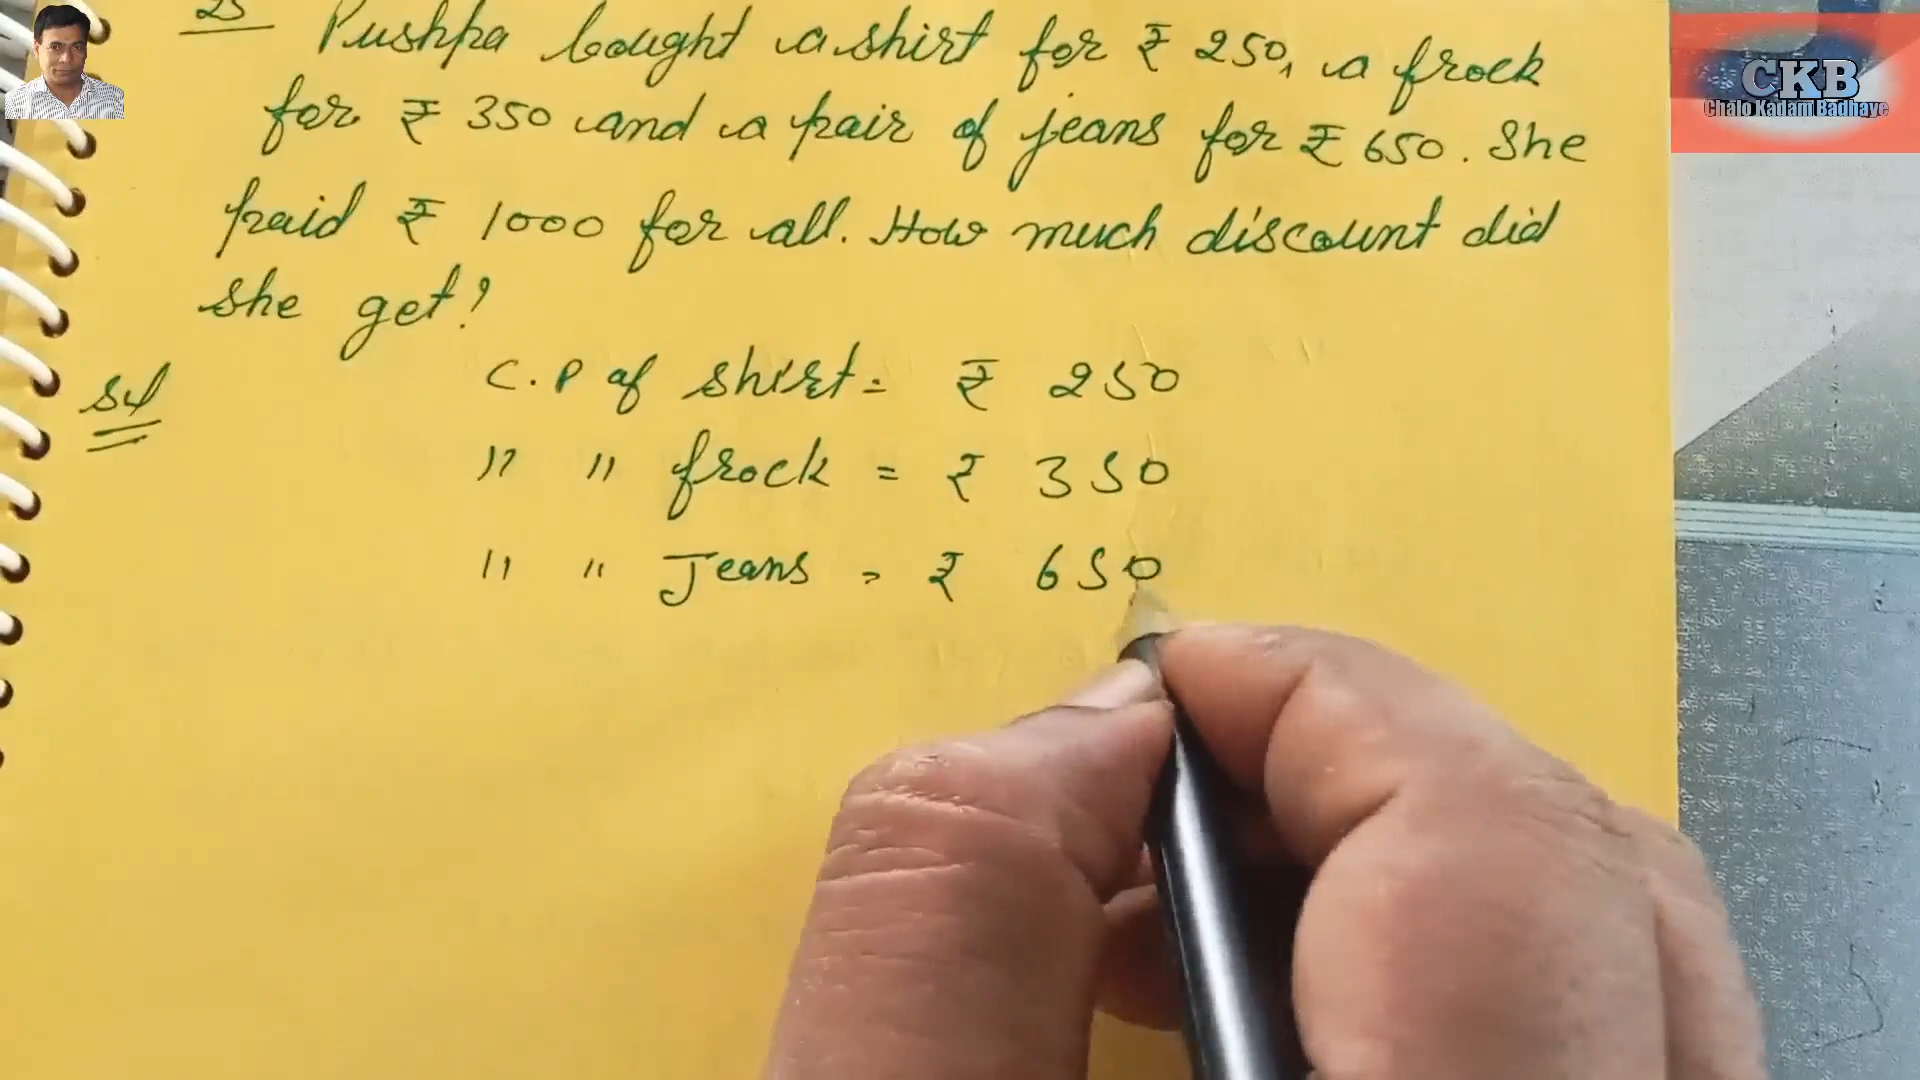 25 Pushpa bought a shirt for ₹ 250, a frock
for ₹ 350 and a pair of jeans for ₹ 650. She
paid ₹ 1000 for all. How much discount did
she get?
Sol
C.P of shirt = ₹ 250
" " frock = ₹ 350
" " Jeans = ₹ 650
CKB
Chalo Kadam Badhaye